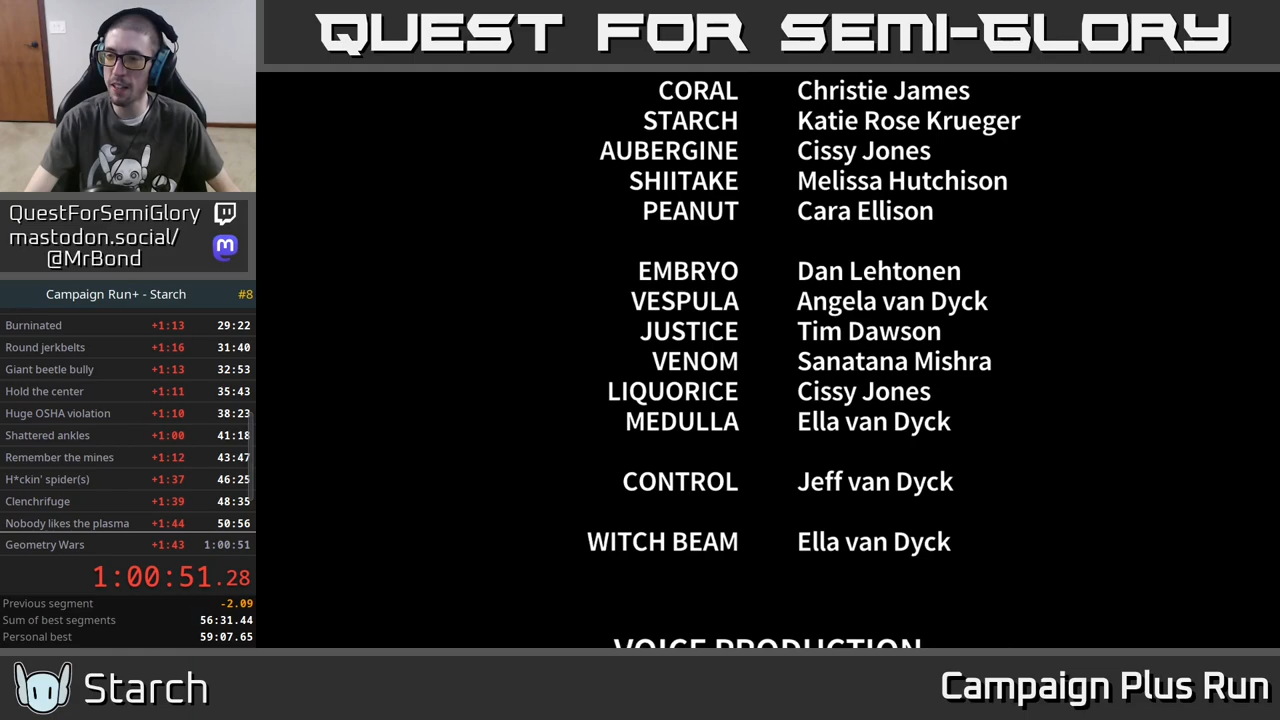 QUEST FOR SEMI-GLORY
CORAL Christie James
STARCH Katie Rose Krueger
AUBERGINE Cissy Jones
SHIITAKE Melissa Hutchison
PEANUT Cara Ellison
EMBRYO Dan Lehtonen
VESPULA Angela van Dyck
JUSTICE Tim Dawson
VENOM Sanatana Mishra
LIQUORICE Cissy Jones
MEDULLA Ella van Dyck
CONTROL Jeff van Dyck
WITCH BEAM Ella van Dyck
VOICE PRODUCTION
QuestForSemiGlory
mastodon.social/
@MrBond
Campaign Run+ - Starch #8
Burninated +1:13 29:22
Round jerkbelts +1:16 31:40
Giant beetle bully +1:13 32:53
Hold the center +1:11 35:43
Huge OSHA violation +1:10 38:23
Shattered ankles +1:00 41:18
Remember the mines +1:12 43:47
H*ckin' spider(s) +1:37 46:25
Clenchrifuge +1:39 48:35
Nobody likes the plasma +1:44 50:56
Geometry Wars +1:43 1:00:51
1:00:51.28
Previous segment -2.09
Sum of best segments 56:31.44
Personal best 59:07.65
Starch
Campaign Plus Run